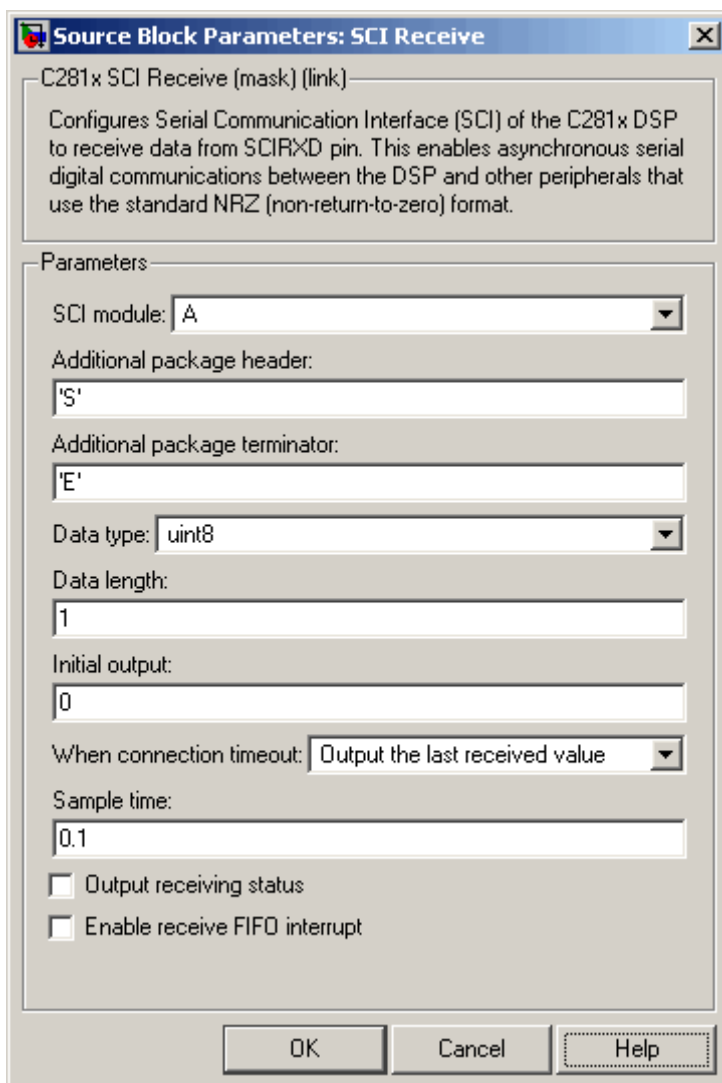 Source Block Parameters: SCI Receive
C281x SCI Receive (mask) (link)
Configures Serial Communication Interface (SCI) of the C281x DSP
to receive data from SCIRXD pin. This enables asynchronous serial
digital communications between the DSP and other peripherals that
use the standard NRZ (non-return-to-zero) format.
Parameters
SCI module: A
Additional package header:
'S'
Additional package terminator:
'E'
Data type: uint8
Data length:
1
Initial output:
0
When connection timeout: Output the last received value
Sample time:
0.1
Output receiving status
Enable receive FIFO interrupt
OK Cancel Help